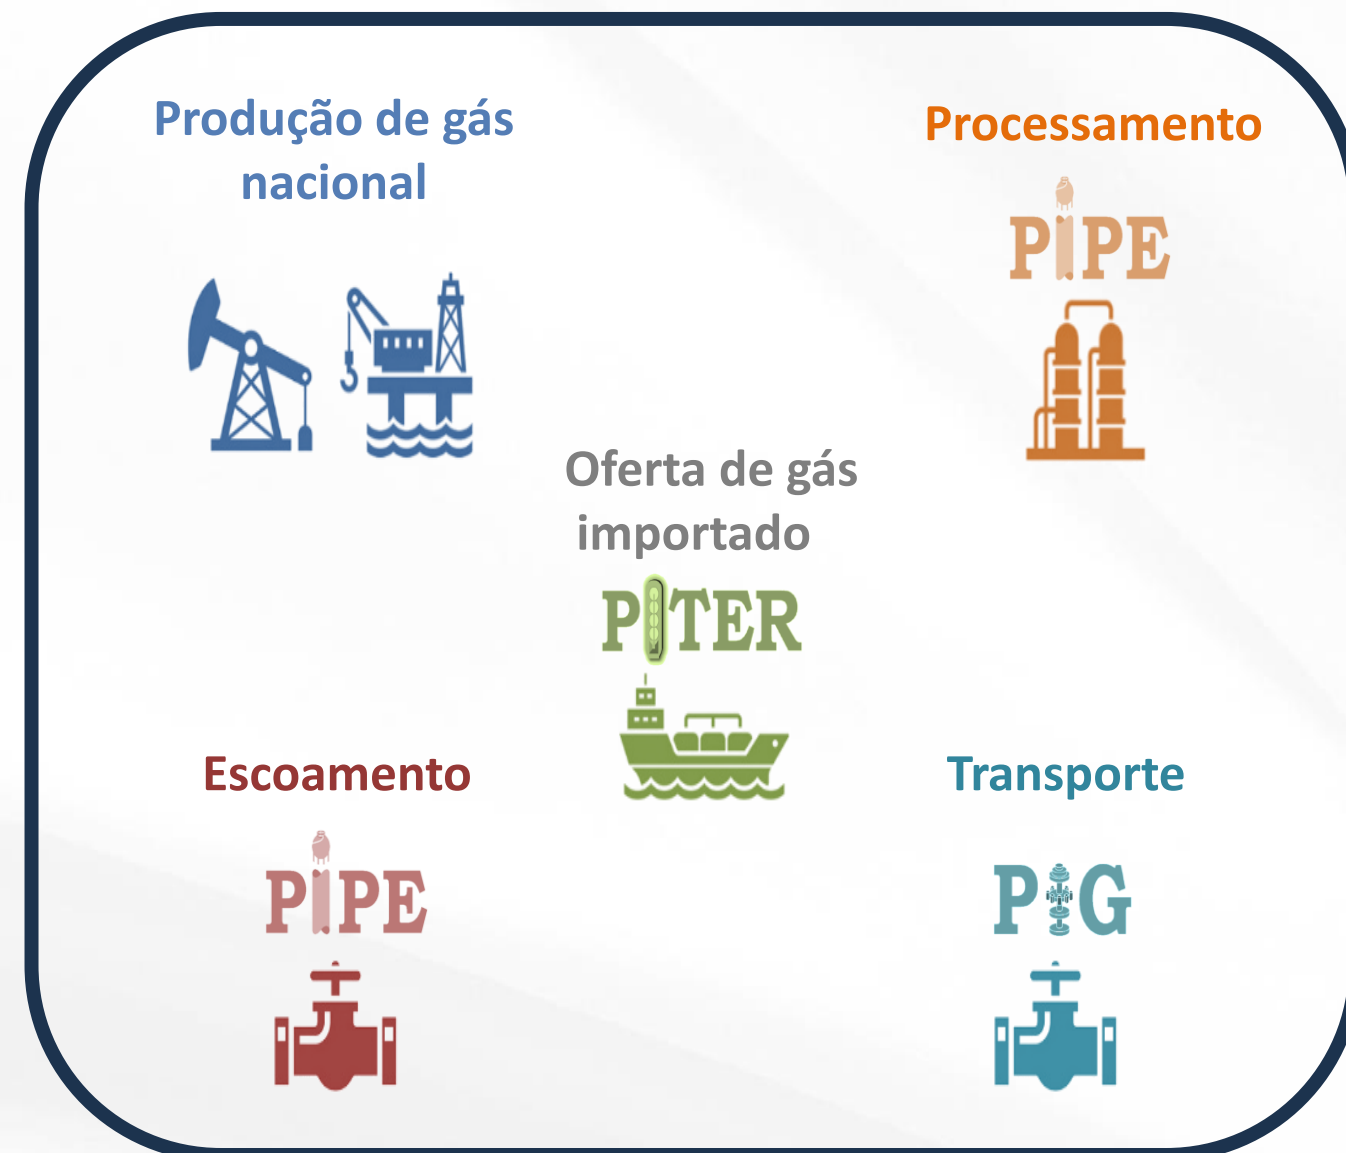 Produção de gás
nacional
Processamento
PIPE
Oferta de gás
importado
PITER
Escoamento
PIPE
Transporte
PIG